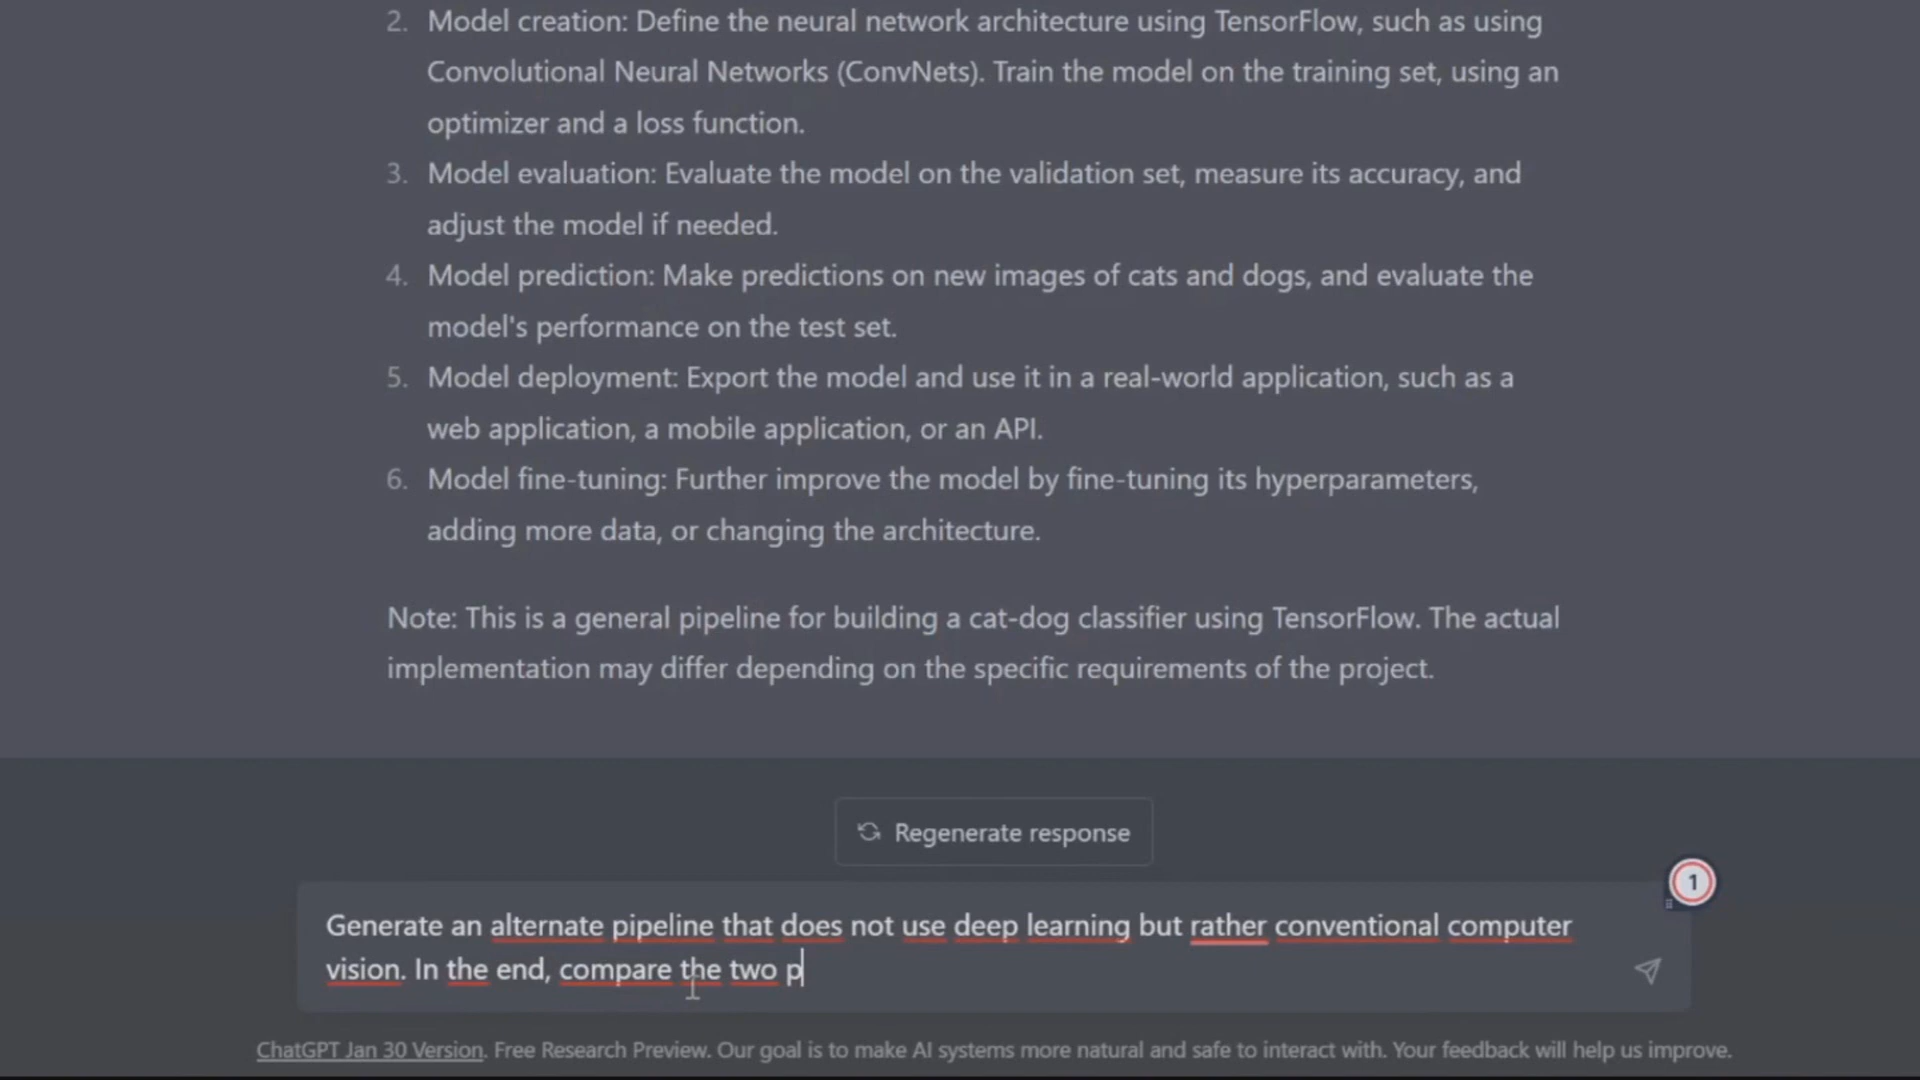 2. Model creation: Define the neural network architecture using TensorFlow, such as using
Convolutional Neural Networks (ConvNets). Train the model on the training set, using an
optimizer and a loss function.
3. Model evaluation: Evaluate the model on the validation set, measure its accuracy, and
adjust the model if needed.
4. Model prediction: Make predictions on new images of cats and dogs, and evaluate the
model's performance on the test set.
5. Model deployment: Export the model and use it in a real-world application, such as a
web application, a mobile application, or an API.
6. Model fine-tuning: Further improve the model by fine-tuning its hyperparameters,
adding more data, or changing the architecture.
Note: This is a general pipeline for building a cat-dog classifier using TensorFlow. The actual
implementation may differ depending on the specific requirements of the project.
Regenerate response
1
Generate an alternate pipeline that does not use deep learning but rather conventional computer
vision. In the end, compare the two p
ChatGPT Jan 30 Version. Free Research Preview. Our goal is to make AI systems more natural and safe to interact with. Your feedback will help us improve.